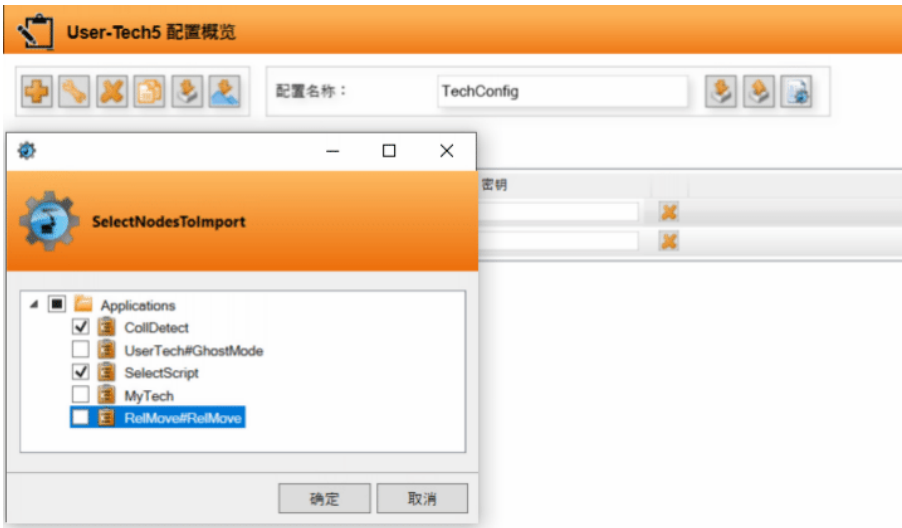 User-Tech5 配置概览
配置名称：
TechConfig
密钥
SelectNodesToImport
Applications
CollDetect
UserTech#GhostMode
SelectScript
MyTech
RelMove#RelMove
确定
取消